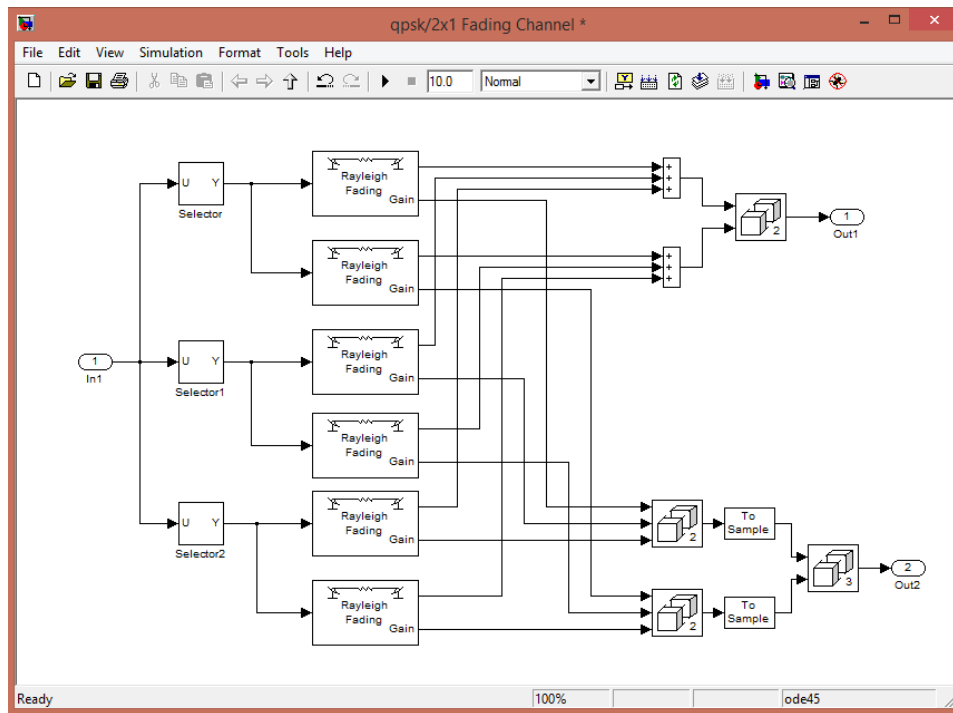 qpsk/2x1 Fading Channel *
File Edit View Simulation Format Tools Help
10.0 Normal
U Y
Selector
Rayleigh
Fading
Gain
+
+
+
2
1
Out1
Rayleigh
Fading
Gain
+
+
+
1
In1
U Y
Selector1
Rayleigh
Fading
Gain
Rayleigh
Fading
Gain
U Y
Selector2
Rayleigh
Fading
Gain
2
To
Sample
3
2
Out2
Rayleigh
Fading
Gain
2
To
Sample
Ready 100% ode45